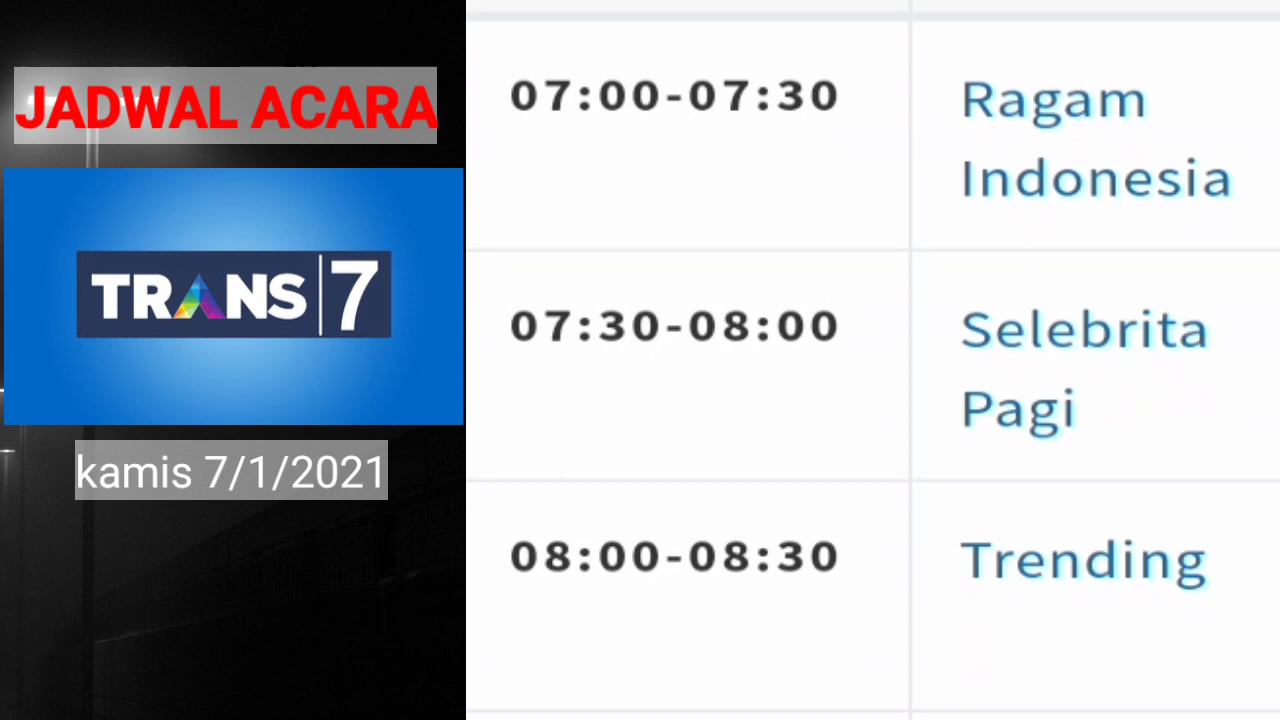 JADWAL ACARA
TRANS|7
kamis 7/1/2021
07:00-07:30
Ragam
Indonesia
07:30-08:00
Selebrita
Pagi
08:00-08:30
Trending